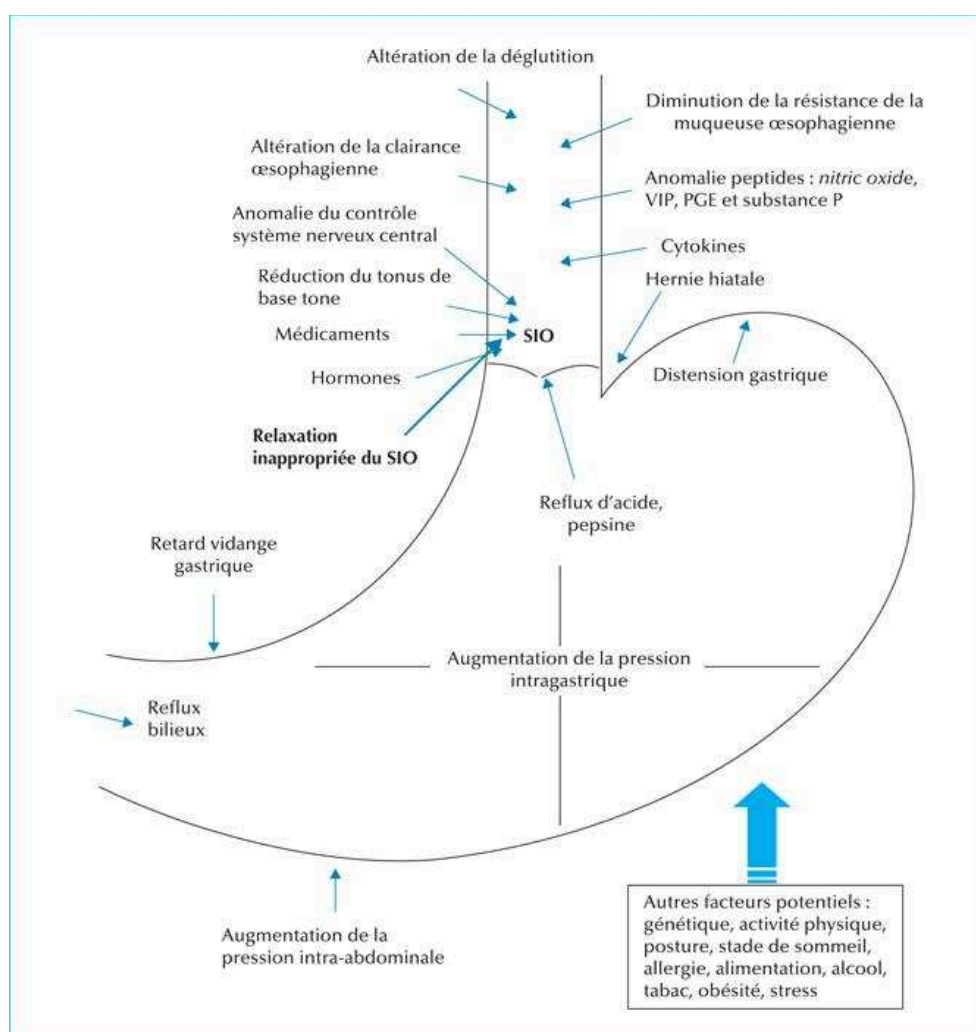 Altération de la déglutition
Diminution de la résistance de la
muqueuse œsophagienne
Altération de la clairance
œsophagienne
Anomalie peptides : nitric oxide,
VIP, PGE et substance P
Anomalie du contrôle
système nerveux central
Cytokines
Réduction du tonus de
base tone
Hernie hiatale
Médicaments
SIO
Hormones
Distension gastrique
Relaxation
inappropriée du SIO
Reflux d'acide,
pepsine
Retard vidange
gastrique
Augmentation de la pression
intragastrique
Reflux
bilieux
Autres facteurs potentiels :
génétique, activité physique,
posture, stade de sommeil,
allergie, alimentation, alcool,
tabac, obésité, stress
Augmentation de la
pression intra-abdominale